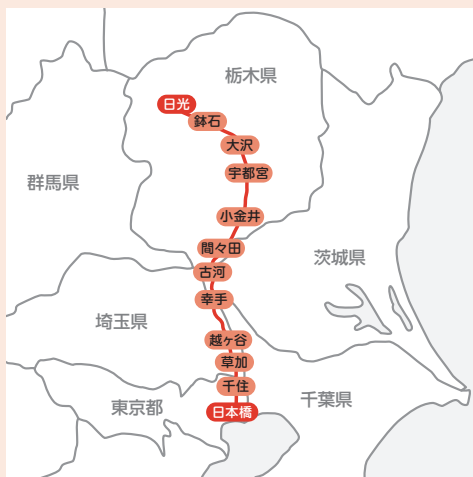 栃木県
日光
鉢石
大沢
宇都宮
群馬県
小金井
間々田
茨城県
古河
幸手
埼玉県
越ヶ谷
草加
千住
東京都
千葉県
日本橋